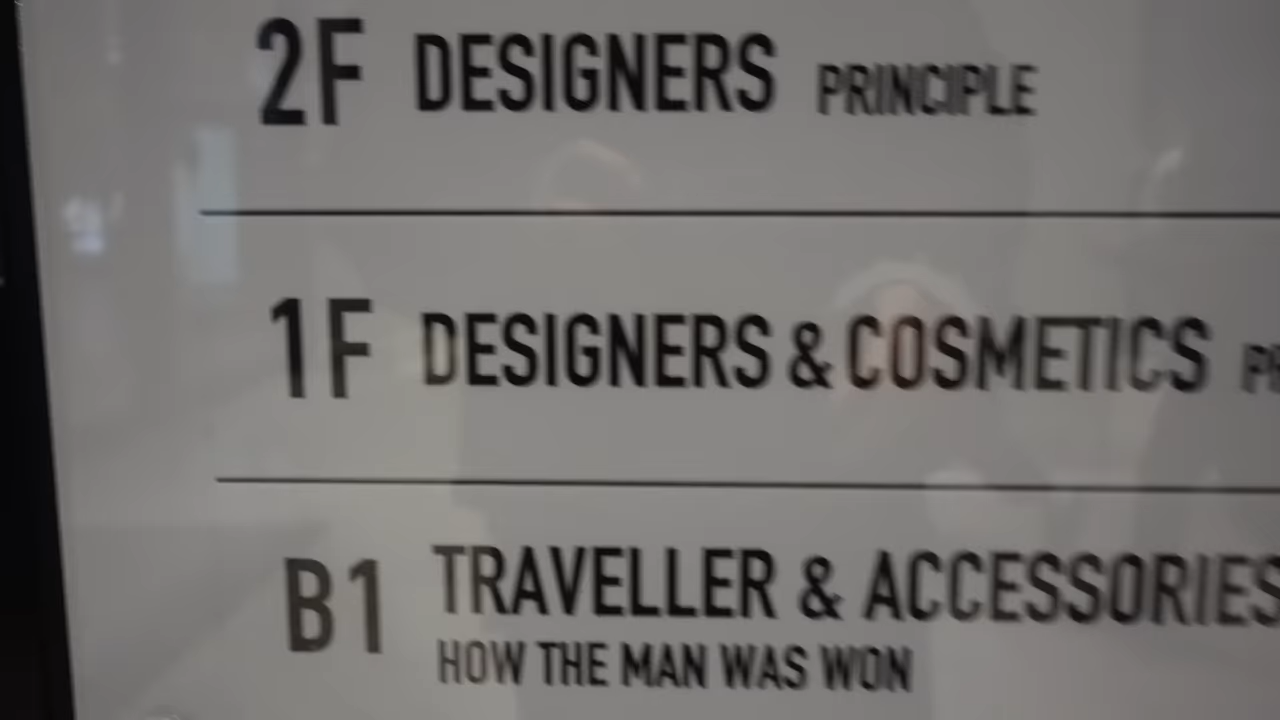 2F DESIGNERS PRINCIPLE
1F DESIGNERS & COSMETICS
B1 TRAVELLER & ACCESSORIES
HOW THE MAN WAS WON